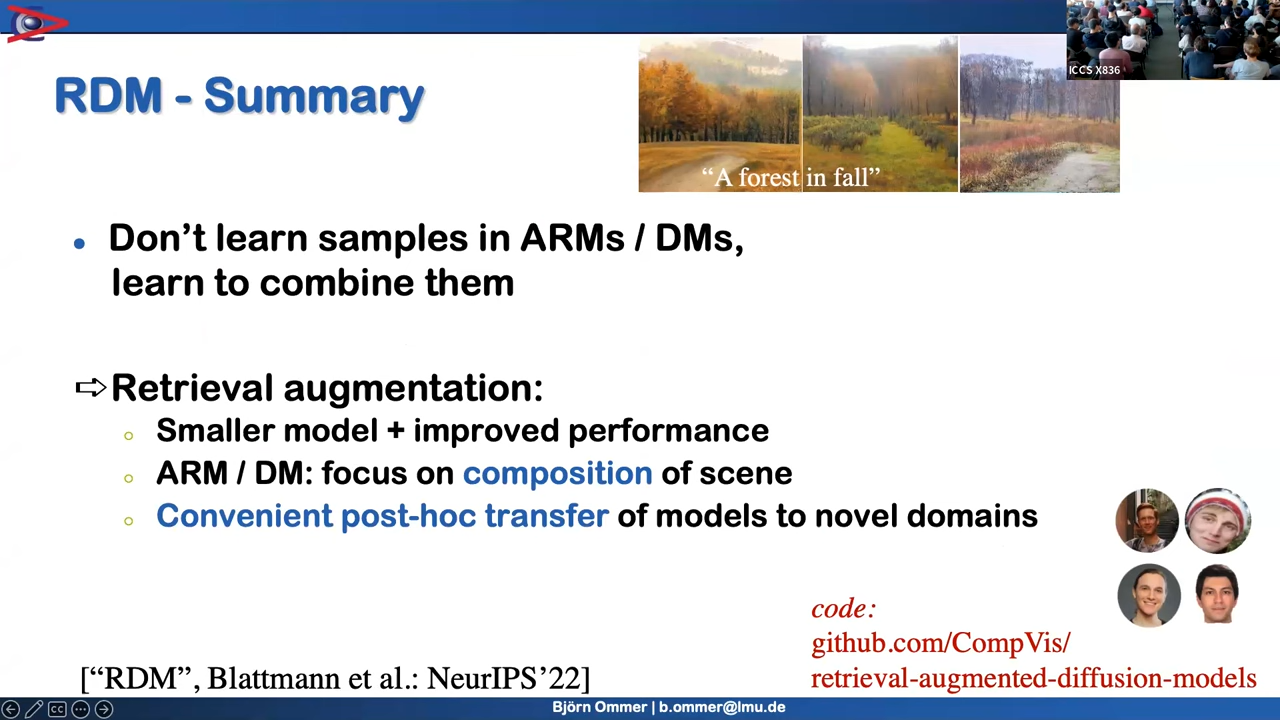 ICCS X836
RDM - Summary
“A forest in fall”
• Don’t learn samples in ARMs / DMs,
learn to combine them
⇨Retrieval augmentation:
◦ Smaller model + improved performance
◦ ARM / DM: focus on composition of scene
◦ Convenient post-hoc transfer of models to novel domains
code:
github.com/CompVis/
retrieval-augmented-diffusion-models
[“RDM”, Blattmann et al.: NeurIPS’22]
CC
Björn Ommer | b.ommer@lmu.de